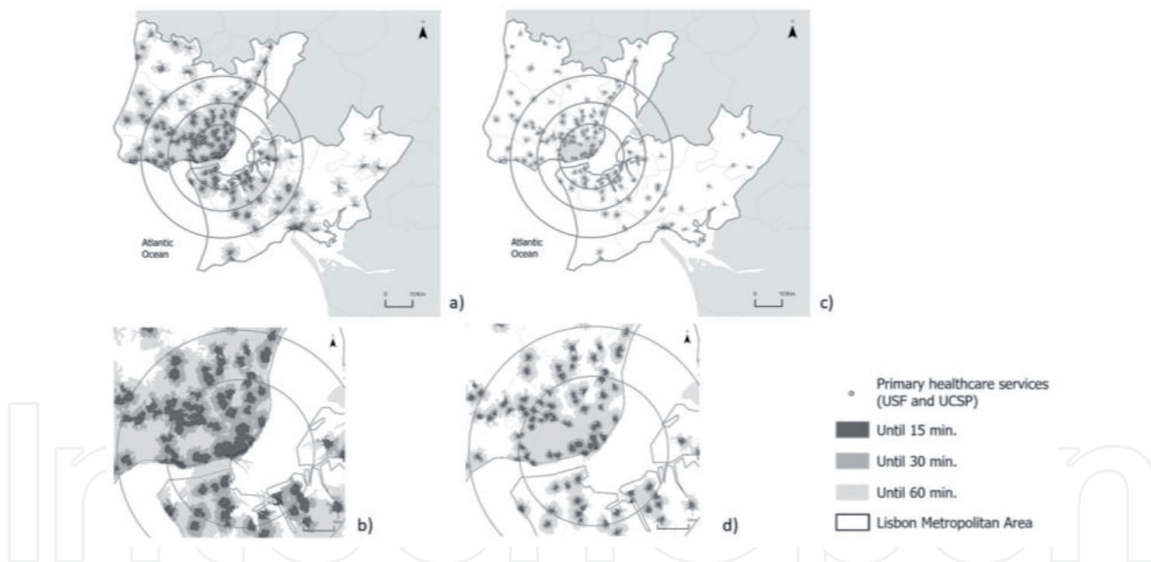 Atlantic
Ocean
a)
Atlantic
Ocean
c)
b)
d)
Primary healthcare services
(USF and UCSP)
Until 15 min.
Until 30 min.
Until 60 min.
Lisbon Metropolitan Area